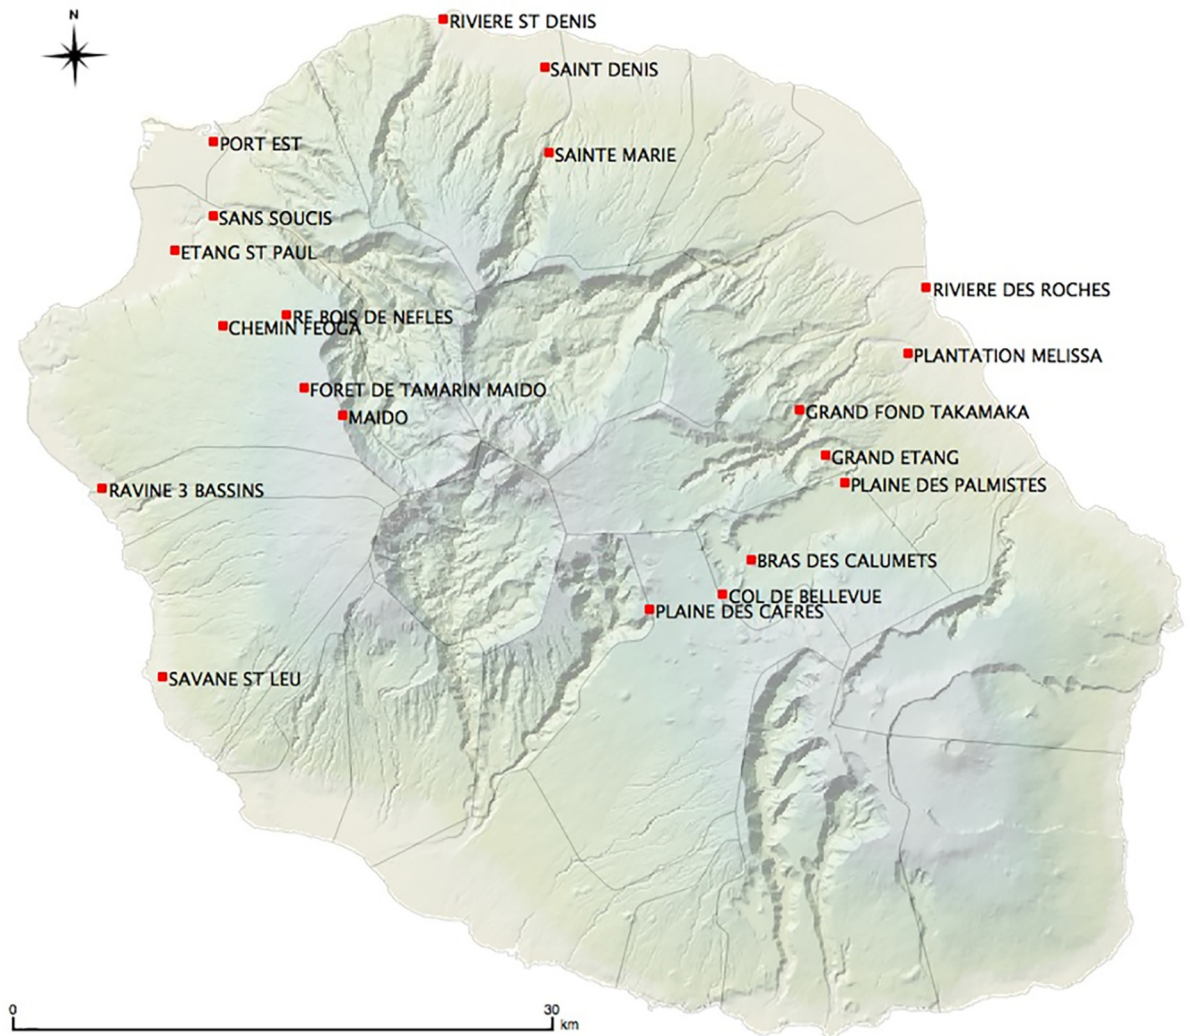 N
RIVIERE ST DENIS
SAINT DENIS
PORT EST
SAINTE MARIE
SANS SOUCIS
ETANG ST PAUL
RIVIERE DES ROCHES
RE BOIS DE NEFLES
CHEMIN FEOGA
PLANTATION MELISSA
FORET DE TAMARIN MAIDO
MAIDO
GRAND FOND TAKAMAKA
GRAND ETANG
PLAINE DES PALMISTES
RAVINE 3 BASSINS
BRAS DES CALUMETS
COL DE BELLEVUE
PLAINE DES CAFRES
SAVANE ST LEU
0 30 km